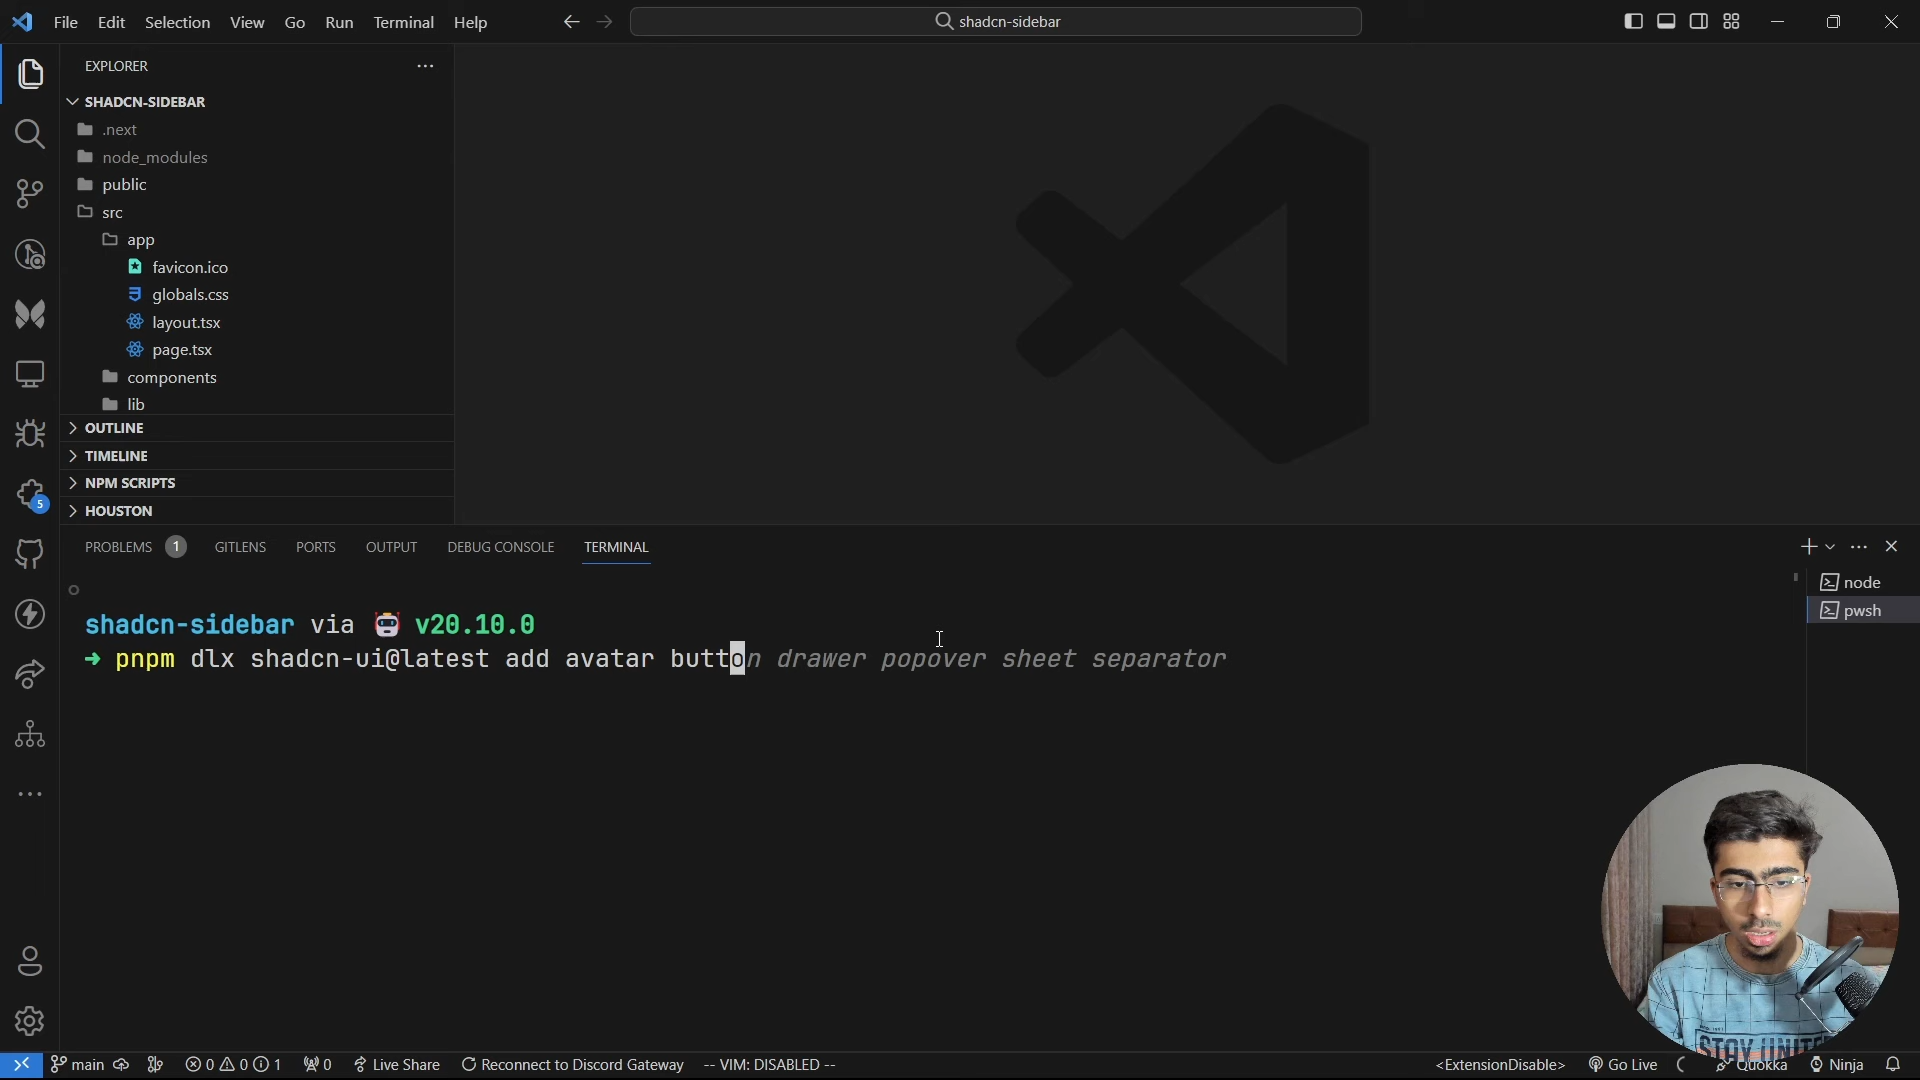 File Edit Selection View Go Run Terminal Help
shadcn-sidebar
EXPLORER
SHADCN-SIDEBAR
.next
node_modules
public
src
app
favicon.ico
globals.css
layout.tsx
page.tsx
components
lib
OUTLINE
TIMELINE
NPM SCRIPTS
HOUSTON
5
PROBLEMS 1 GITLENS PORTS OUTPUT DEBUG CONSOLE TERMINAL
node
pwsh
shadcn-sidebar via v20.10.0
➜ pnpm dlx shadcn-ui@latest add avatar button drawer popover sheet separator
STAY UNITE
main 0 0 1 0 Live Share Reconnect to Discord Gateway -- VIM: DISABLED -- <ExtensionDisable> Go Live Quokka Ninja